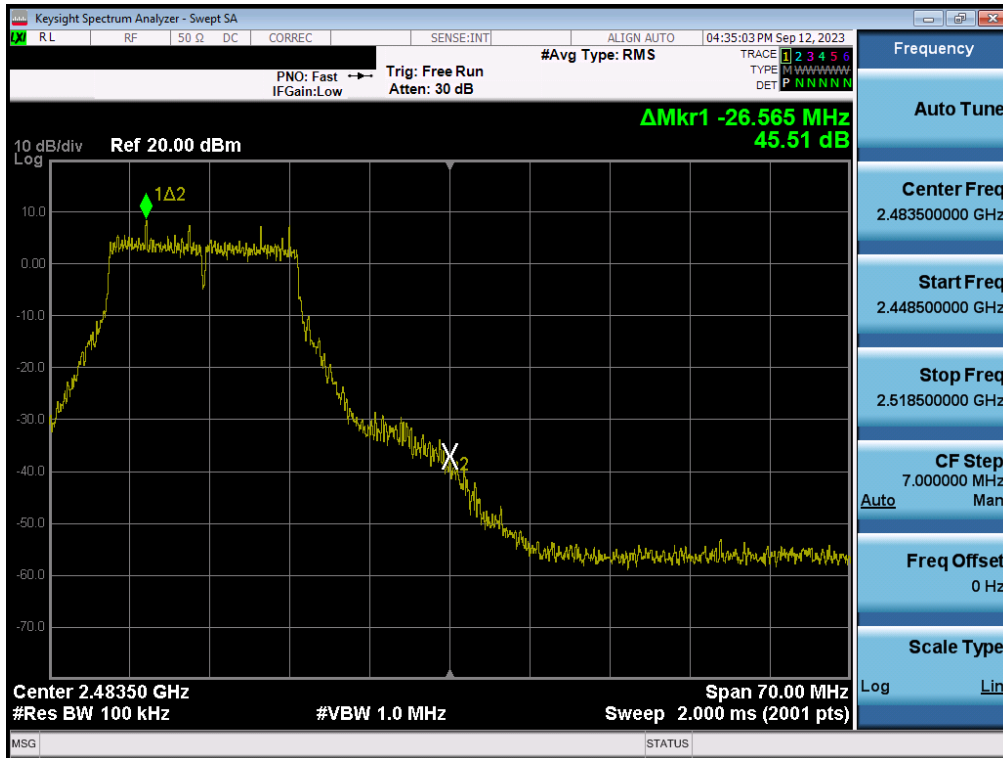 Keysight Spectrum Analyzer - Swept SA
LXI RL RF 50 Ω DC CORREC SENSE:INT ALIGN AUTO 04:35:03 PM Sep 12, 2023
Frequency
#Avg Type: RMS
TRACE 1 2 3 4 5 6
PNO: Fast Trig: Free Run
TYPE M W W W W W
IFGain:Low Atten: 30 dB
DET P N N N N N
Auto Tune
ΔMkr1 -26.565 MHz
45.51 dB
10 dB/div Ref 20.00 dBm
Log
1Δ2
10.0
0.00
-10.0
-20.0
-30.0
-40.0
-50.0
-60.0
-70.0
2
Center Freq
2.483500000 GHz
Start Freq
2.448500000 GHz
Stop Freq
2.518500000 GHz
CF Step
7.000000 MHz
Auto Man
Freq Offset
0 Hz
Scale Type
Log Lin
Center 2.48350 GHz Span 70.00 MHz
#Res BW 100 kHz #VBW 1.0 MHz Sweep 2.000 ms (2001 pts)
MSG STATUS